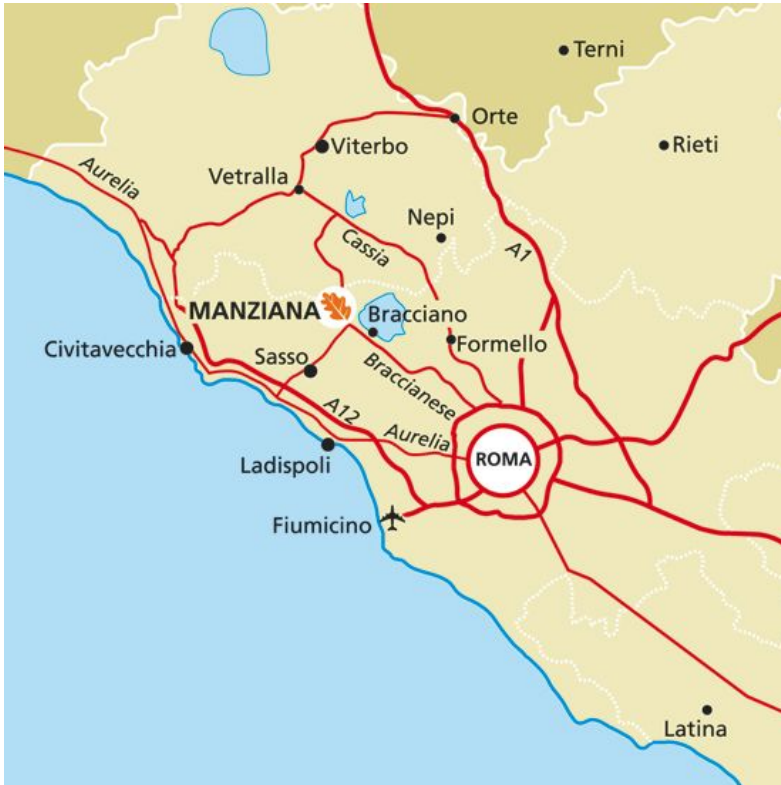 Terni
Orte
Viterbo
Rieti
Aurelia
Vetralla
Nepi
Cassia
A1
MANZIANA
Bracciano
Civitavecchia
Sasso
Formello
Braccianese
A12
Aurelia
Ladispoli
ROMA
Fiumicino
Latina